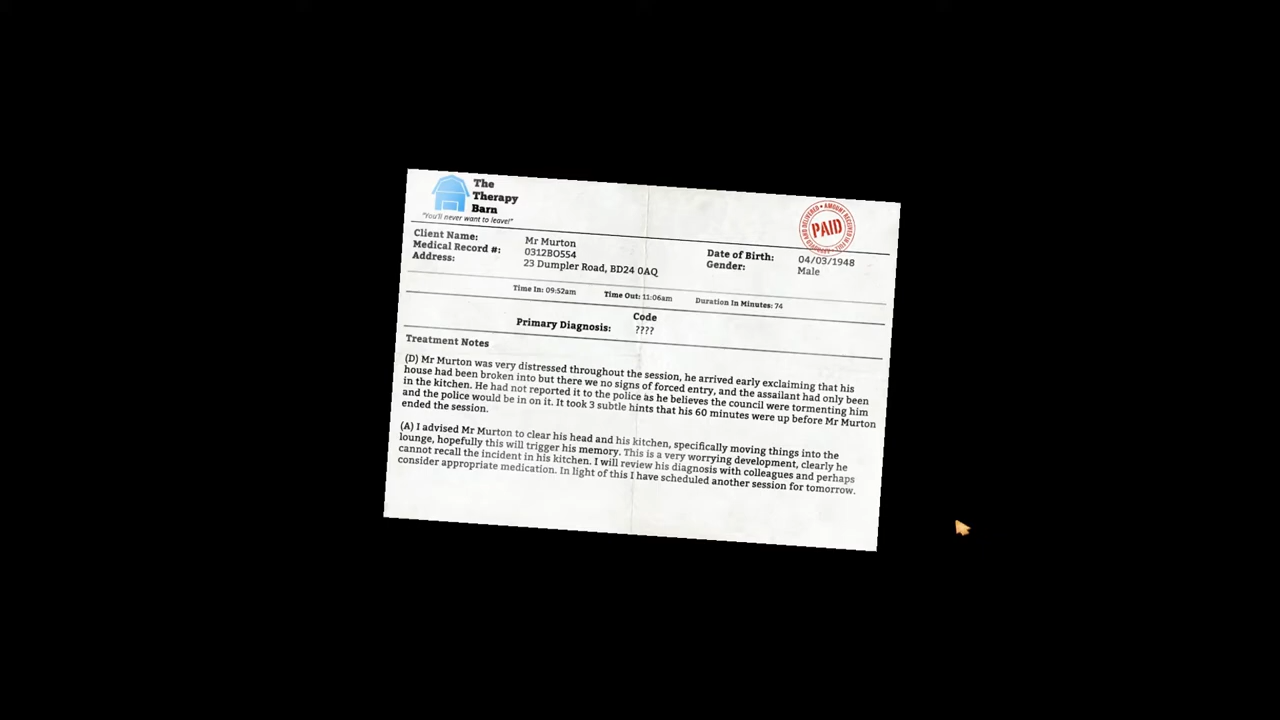 The
Therapy
Barn
"You'll never want to leave!"
PAID
Client Name: Mr Murton Date of Birth: 04/03/1948
Medical Record #: 0312BO554 Gender: Male
Address: 23 Dumpler Road, BD24 0AQ
Time In: 09:52am Time Out: 11:06am Duration In Minutes: 74
Code
Primary Diagnosis: ????
Treatment Notes
(D) Mr Murton was very distressed throughout the session, he arrived early exclaiming that his
house had been broken into but there we no signs of forced entry, and the assailant had only been
in the kitchen. He had not reported it to the police as he believes the council were tormenting him
and the police would be in on it. It took 3 subtle hints that his 60 minutes were up before Mr Murton
ended the session.
(A) I advised Mr Murton to clear his head and his kitchen, specifically moving things into the
lounge, hopefully this will trigger his memory. This is a very worrying development, clearly he
cannot recall the incident in his kitchen. I will review his diagnosis with colleagues and perhaps
consider appropriate medication. In light of this I have scheduled another session for tomorrow.